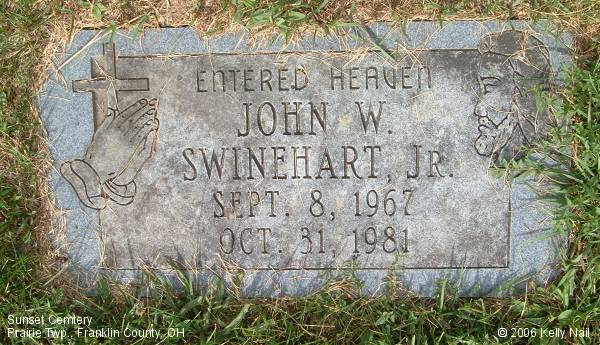 ENTERED HEAVEN
JOHN W.
SWINEHART, JR.
SEPT. 8, 1967
OCT. 31, 1981
Sunset Cemtery
Prairie Twp., Franklin County, OH
© 2006 Kelly Nail